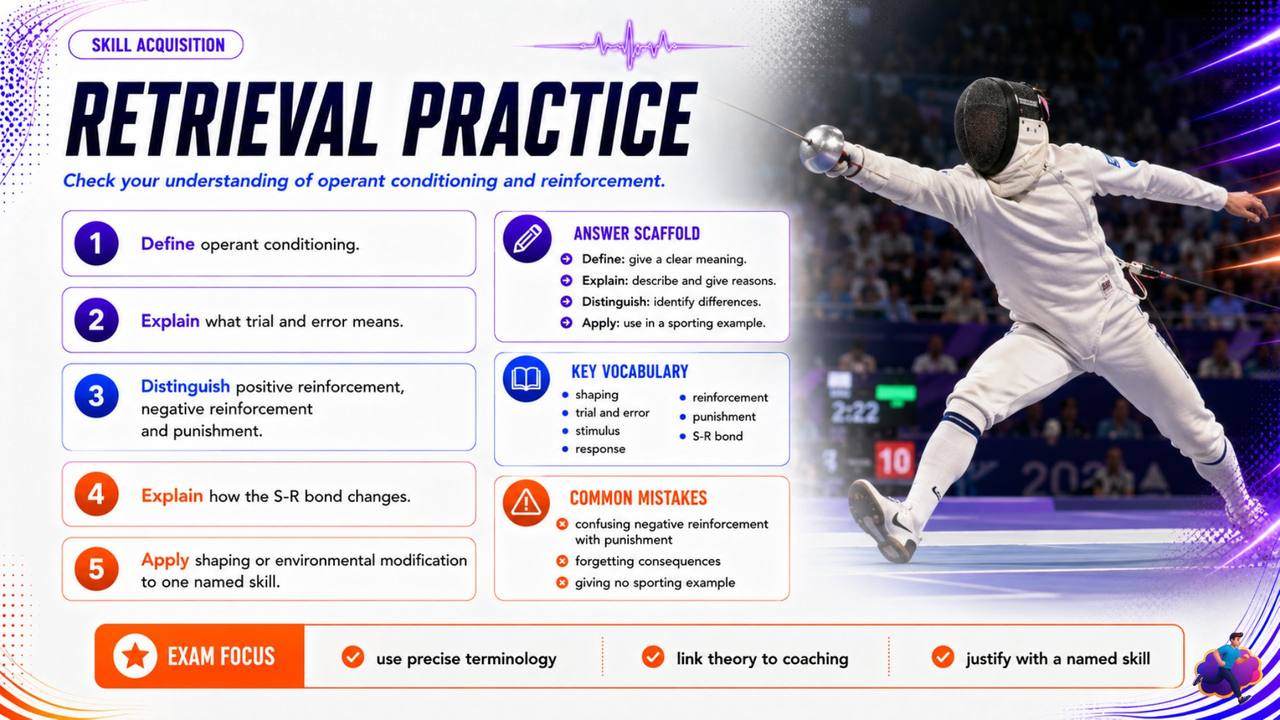 SKILL ACQUISITION
RETRIEVAL PRACTICE
Check your understanding of operant conditioning and reinforcement.
1
Define operant conditioning.
2
Explain what trial and error means.
3
Distinguish positive reinforcement,
negative reinforcement
and punishment.
4
Explain how the S-R bond changes.
5
Apply shaping or environmental modification
to one named skill.
ANSWER SCAFFOLD
Define: give a clear meaning.
Explain: describe and give reasons.
Distinguish: identify differences.
Apply: use in a sporting example.
KEY VOCABULARY
shaping
trial and error
stimulus
response
reinforcement
punishment
S-R bond
COMMON MISTAKES
confusing negative reinforcement
with punishment
forgetting consequences
giving no sporting example
2:22
10
EXAM FOCUS
use precise terminology
link theory to coaching
justify with a named skill